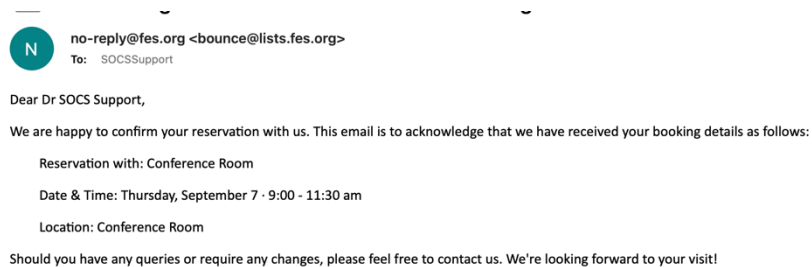 N
no-reply@fes.org <bounce@lists.fes.org>
To: SOCSSupport
Dear Dr SOCS Support,
We are happy to confirm your reservation with us. This email is to acknowledge that we have received your booking details as follows:
Reservation with: Conference Room
Date & Time: Thursday, September 7 · 9:00 - 11:30 am
Location: Conference Room
Should you have any queries or require any changes, please feel free to contact us. We're looking forward to your visit!